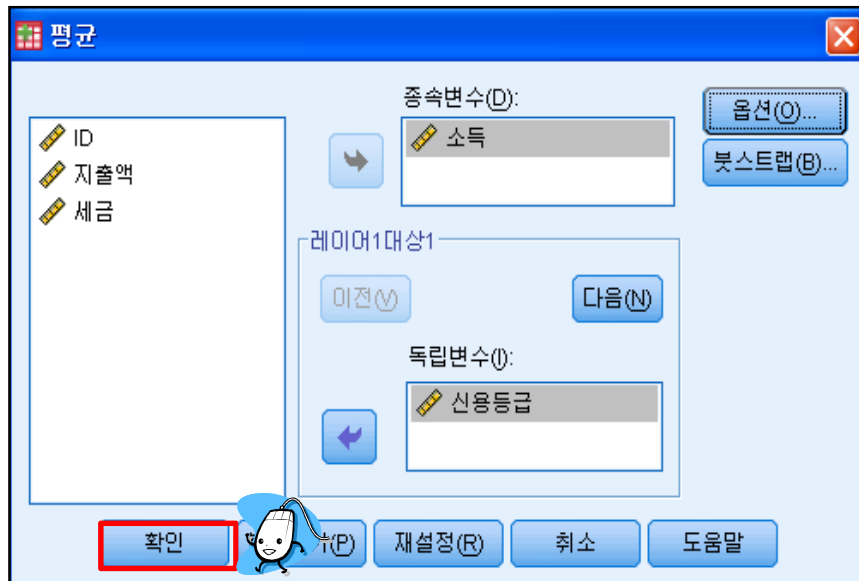 평균
종속변수(D):
옵션(O)...
ID
소득
지출액
붓스트랩(B)...
세금
레이어1대상1
이전(V)
다음(N)
독립변수(I):
신용등급
확인
(P)
재설정(R)
취소
도움말